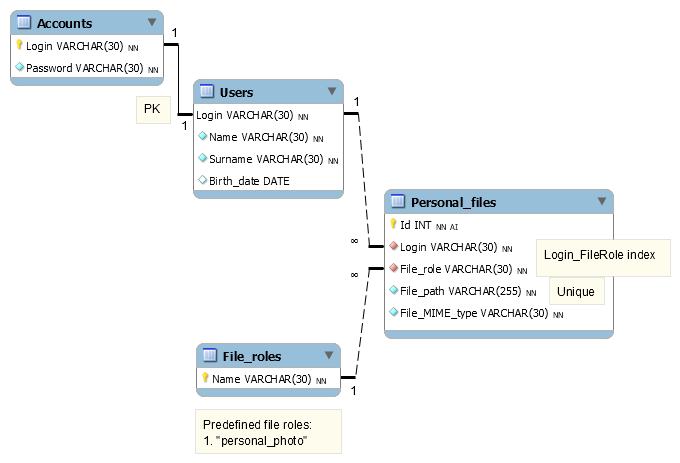 Accounts
Login VARCHAR(30) NN
Password VARCHAR(30) NN
1
PK
1
Users
Login VARCHAR(30) NN
Name VARCHAR(30) NN
Surname VARCHAR(30) NN
Birth_date DATE
1
∞
∞
Personal_files
Id INT NN AI
Login VARCHAR(30) NN
File_role VARCHAR(30) NN
File_path VARCHAR(255) NN
File_MIME_type VARCHAR(30) NN
Login_FileRole index
Unique
File_roles
Name VARCHAR(30) NN
1
Predefined file roles:
1. "personal_photo"